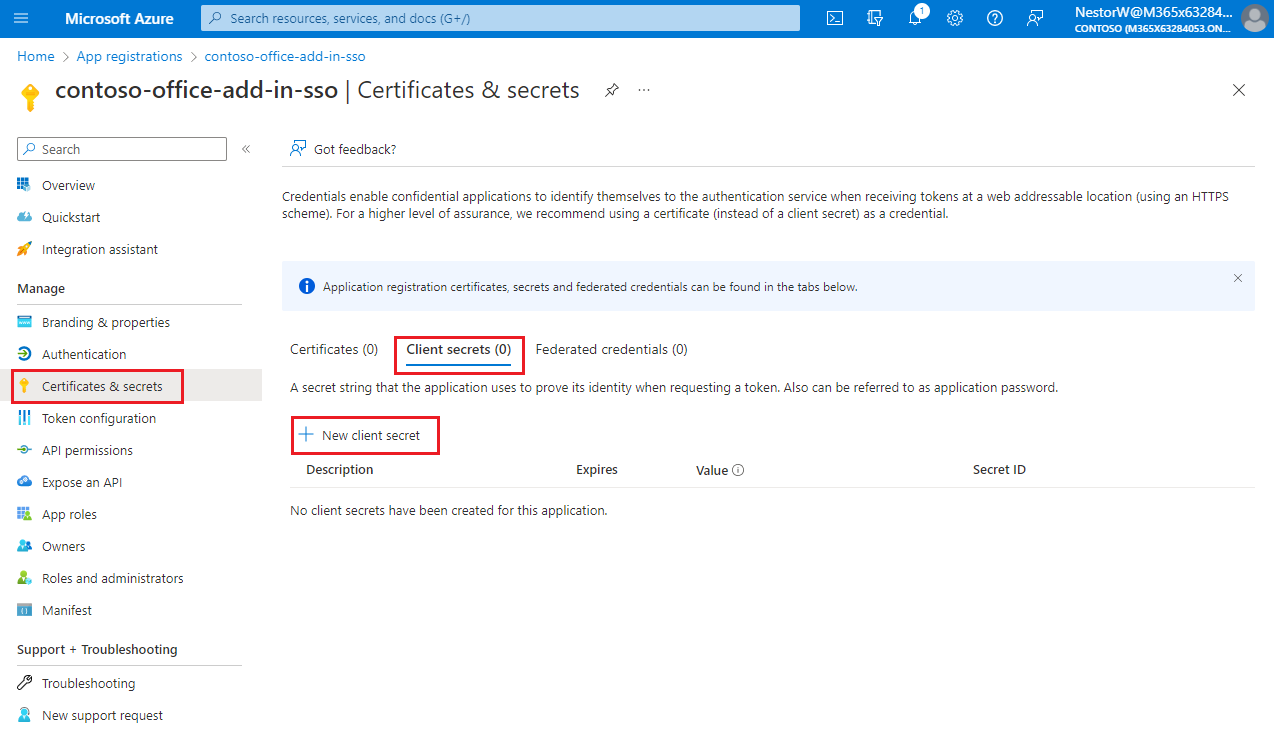 Microsoft Azure
Search resources, services, and docs (G+/)
1
NestorW@M365x63284...
CONTOSO (M365X63284053.ON...
Home > App registrations > contoso-office-add-in-sso
contoso-office-add-in-sso | Certificates & secrets
Search
Got feedback?
Overview
Quickstart
Integration assistant
Manage
Branding & properties
Authentication
Certificates & secrets
Token configuration
API permissions
Expose an API
App roles
Owners
Roles and administrators
Manifest
Support + Troubleshooting
Troubleshooting
New support request
Credentials enable confidential applications to identify themselves to the authentication service when receiving tokens at a web addressable location (using an HTTPS
scheme). For a higher level of assurance, we recommend using a certificate (instead of a client secret) as a credential.
Application registration certificates, secrets and federated credentials can be found in the tabs below.
Certificates (0) Client secrets (0) Federated credentials (0)
A secret string that the application uses to prove its identity when requesting a token. Also can be referred to as application password.
New client secret
Description Expires Value Secret ID
No client secrets have been created for this application.